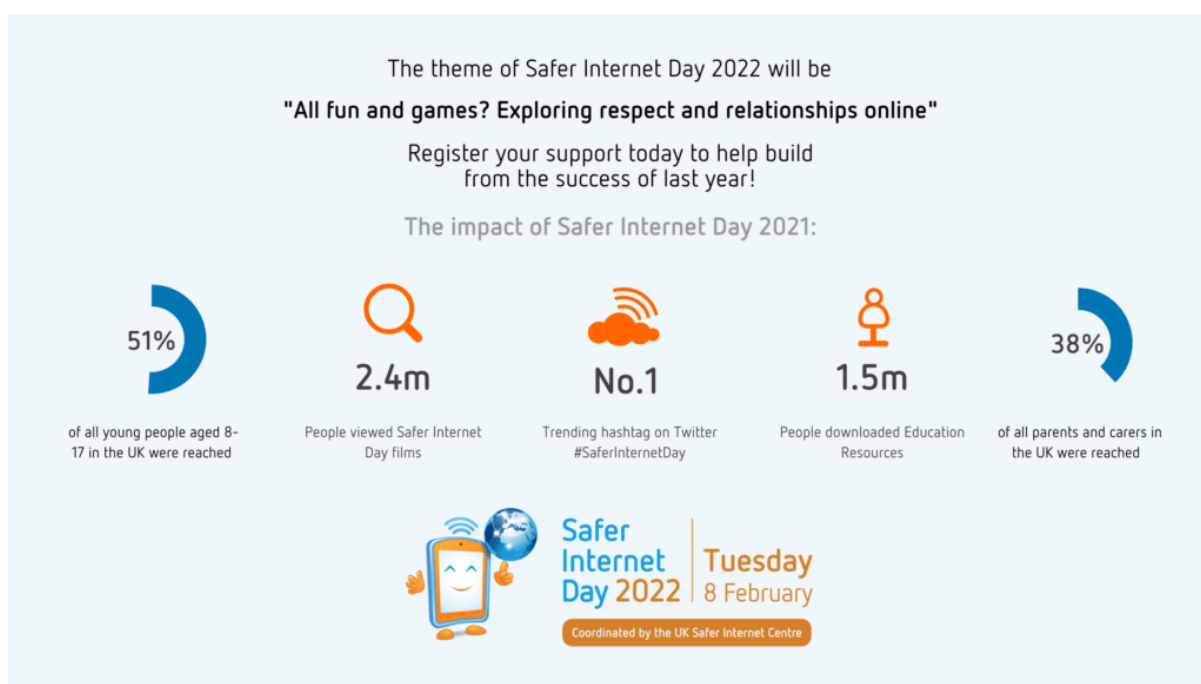 The theme of Safer Internet Day 2022 will be
"All fun and games? Exploring respect and relationships online"
Register your support today to help build
from the success of last year!
The impact of Safer Internet Day 2021:
51%
of all young people aged 8-
17 in the UK were reached
2.4m
People viewed Safer Internet
Day films
No.1
Trending hashtag on Twitter
#SaferInternetDay
1.5m
People downloaded Education
Resources
38%
of all parents and carers in
the UK were reached
Safer
Internet
Day 2022
Tuesday
8 February
Coordinated by the UK Safer Internet Centre